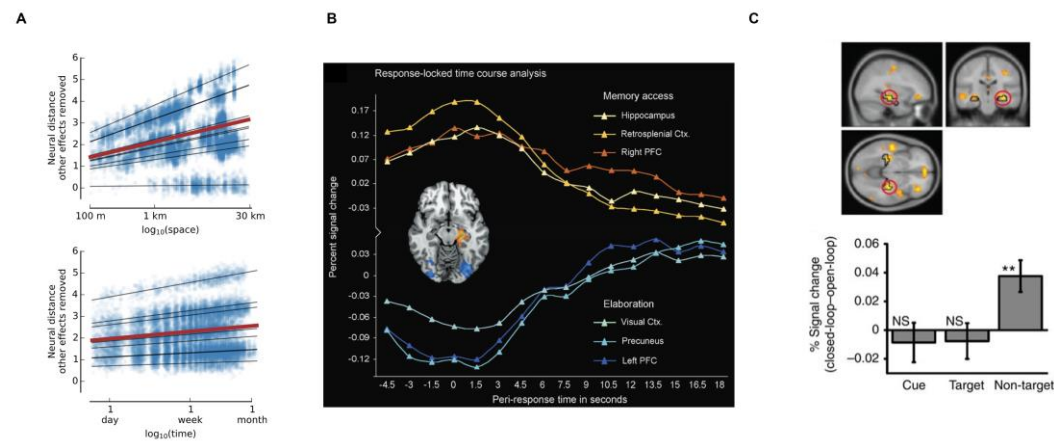 A
B
C
Neural distance
other effects removed
6
5
4
3
2
1
0
100 m
1 km
30 km
log10(space)
Neural distance
other effects removed
6
5
4
3
2
1
0
1
day
1
week
1
month
log10(time)
Response-locked time course analysis
Memory access
Hippocampus
Retrosplenial Ctx.
Right PFC
Percent signal change
0.17
0.12
0.07
0.12
-0.03
0.03
0
-0.03
-0.06
-0.09
-0.12
Elaboration
Visual Ctx.
Precuneus
Left PFC
-4.5 -3 -1.5 0 1.5 3 4.5 6 7.5 9 10.5 12 13.5 15 16.5 18
Peri-response time in seconds
% Signal change
(closed-loop–open-loop)
0.06
0.04
0.02
0
−0.02
NS
NS
**
Cue Target Non-target